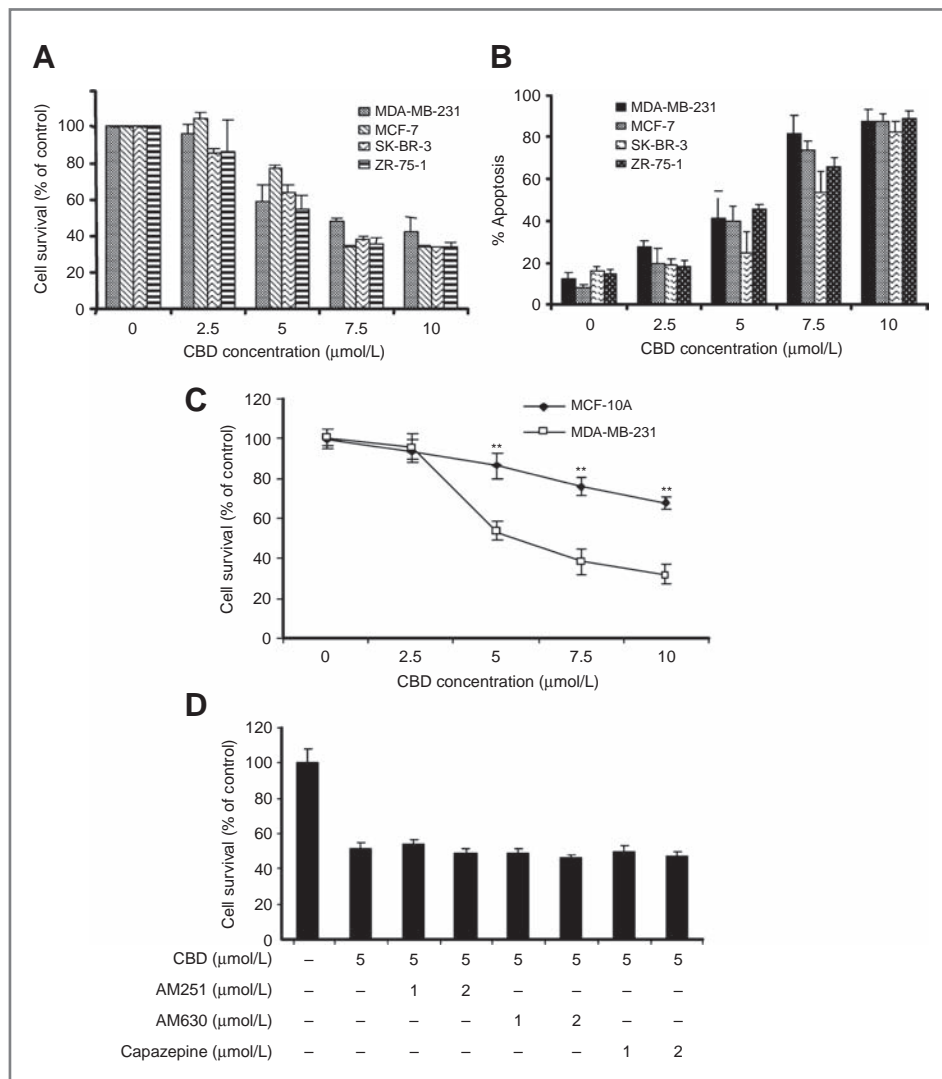 A
Cell survival (% of control)
100
80
60
40
20
0
MDA-MB-231
MCF-7
SK-BR-3
ZR-75-1
0 2.5 5 7.5 10
CBD concentration (μmol/L)
B
% Apoptosis
100
80
60
40
20
0
MDA-MB-231
MCF-7
SK-BR-3
ZR-75-1
0 2.5 5 7.5 10
CBD concentration (μmol/L)
C
Cell survival (% of control)
120
100
80
60
40
20
0
MCF-10A
MDA-MB-231
**
**
**
0 2.5 5 7.5 10
CBD concentration (μmol/L)
D
Cell survival (% of control)
120
100
80
60
40
20
0
CBD (μmol/L) – 5 5 5 5 5 5 5
AM251 (μmol/L) – – 1 2 – – – –
AM630 (μmol/L) – – – – 1 2 – –
Capazepine (μmol/L) – – – – – – 1 2